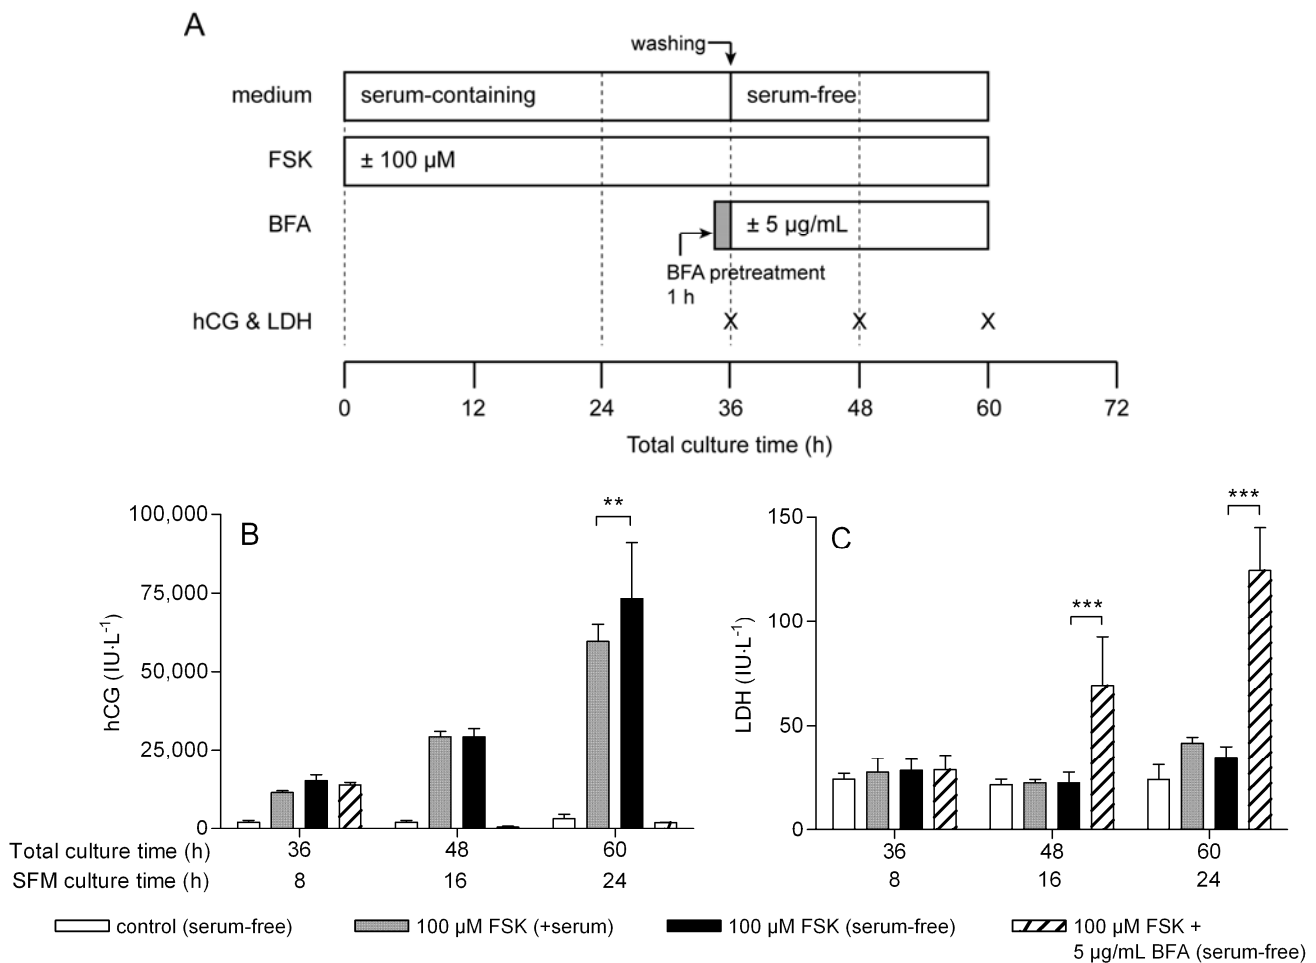 A
washing
medium
serum-containing
serum-free
FSK
± 100 µM
BFA
± 5 µg/mL
BFA pretreatment
1 h
hCG & LDH
X X X
0 12 24 36 48 60 72
Total culture time (h)
B
hCG (IU·L⁻¹)
100,000
75,000
50,000
25,000
0
**
36 48 60
8 16 24
C
LDH (IU·L⁻¹)
150
100
50
0
***
***
36 48 60
8 16 24
Total culture time (h)
SFM culture time (h)
control (serum-free)
100 µM FSK (+serum)
100 µM FSK (serum-free)
100 µM FSK +
5 µg/mL BFA (serum-free)